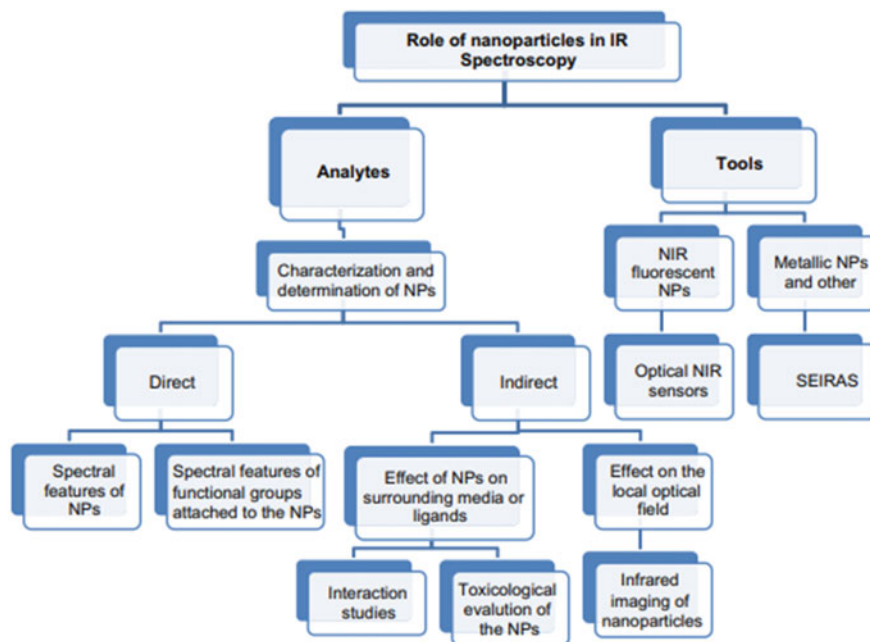 Role of nanoparticles in IR
Spectroscopy
Analytes
Tools
Characterization and
determination of NPs
NIR
fluorescent
NPs
Metallic NPs
and other
Direct
Indirect
Optical NIR
sensors
SEIRAS
Spectral
features of
NPs
Spectral features of
functional groups
attached to the NPs
Effect of NPs on
surrounding media or
ligands
Effect on the
local optical
field
Interaction
studies
Toxicological
evalution of
the NPs
Infrared
imaging of
nanoparticles